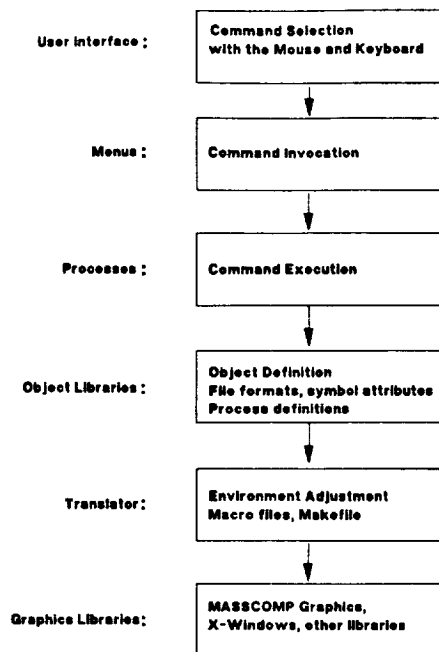 User Interface:
Command Selection
with the Mouse and Keyboard
Menus:
Command Invocation
Processes:
Command Execution
Object Libraries:
Object Definition
File formats, symbol attributes
Process definitions
Translator:
Environment Adjustment
Macro files, Makefile
Graphics Libraries:
MASSCOMP Graphics,
X-Windows, other libraries